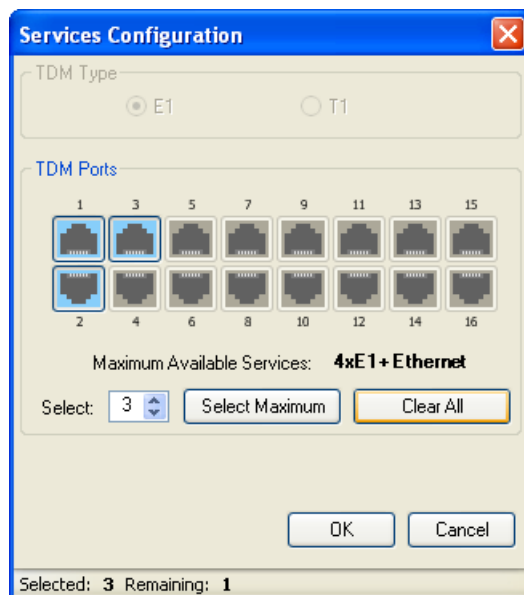 Services Configuration
TDM Type
E1 T1
TDM Ports
1 3 5 7 9 11 13 15
2 4 6 8 10 12 14 16
Maximum Available Services: 4xE1+Ethernet
Select: 3 Select Maximum Clear All
OK Cancel
Selected: 3 Remaining: 1